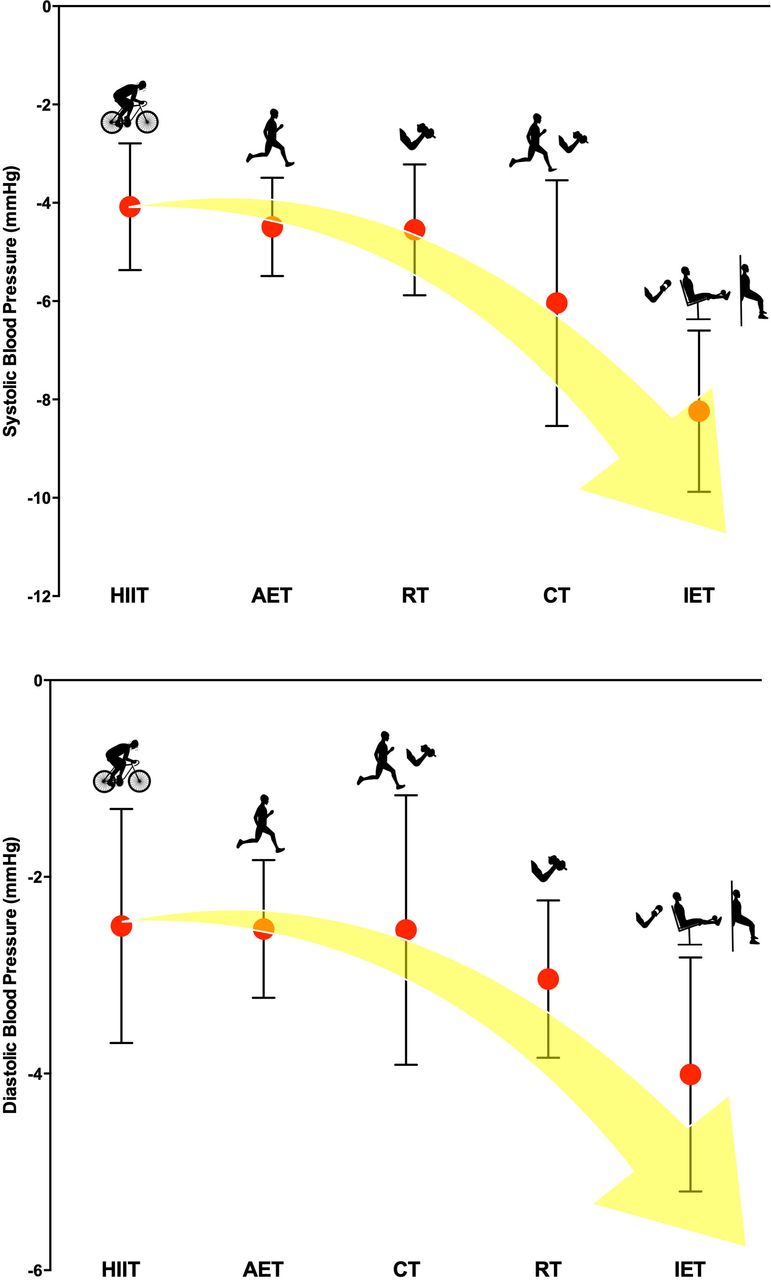 0
-2
-4
-6
-8
-10
-12
Systolic Blood Pressure (mmHg)
HIIT AET RT CT IET
0
-2
-4
-6
Diastolic Blood Pressure (mmHg)
HIIT AET CT RT IET